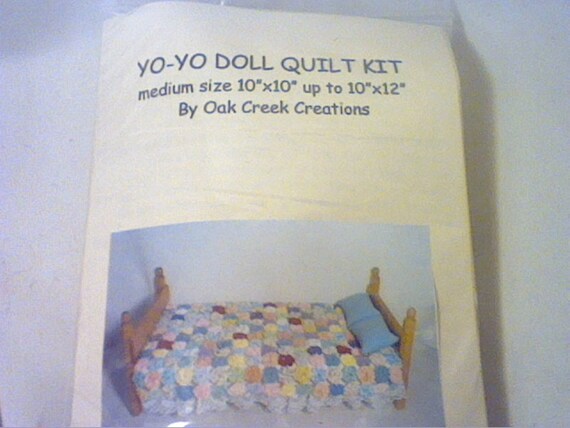 YO-YO DOLL QUILT KIT
medium size 10"x10" up to 10"x12"
By Oak Creek Creations